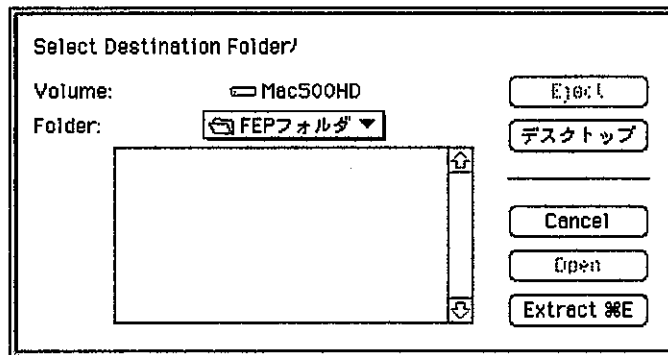 Select Destination Folder
Volume: Mac500HD
Folder: FEPフォルダ ▼
Eject
デスクトップ
Cancel
Open
Extract ⌘E